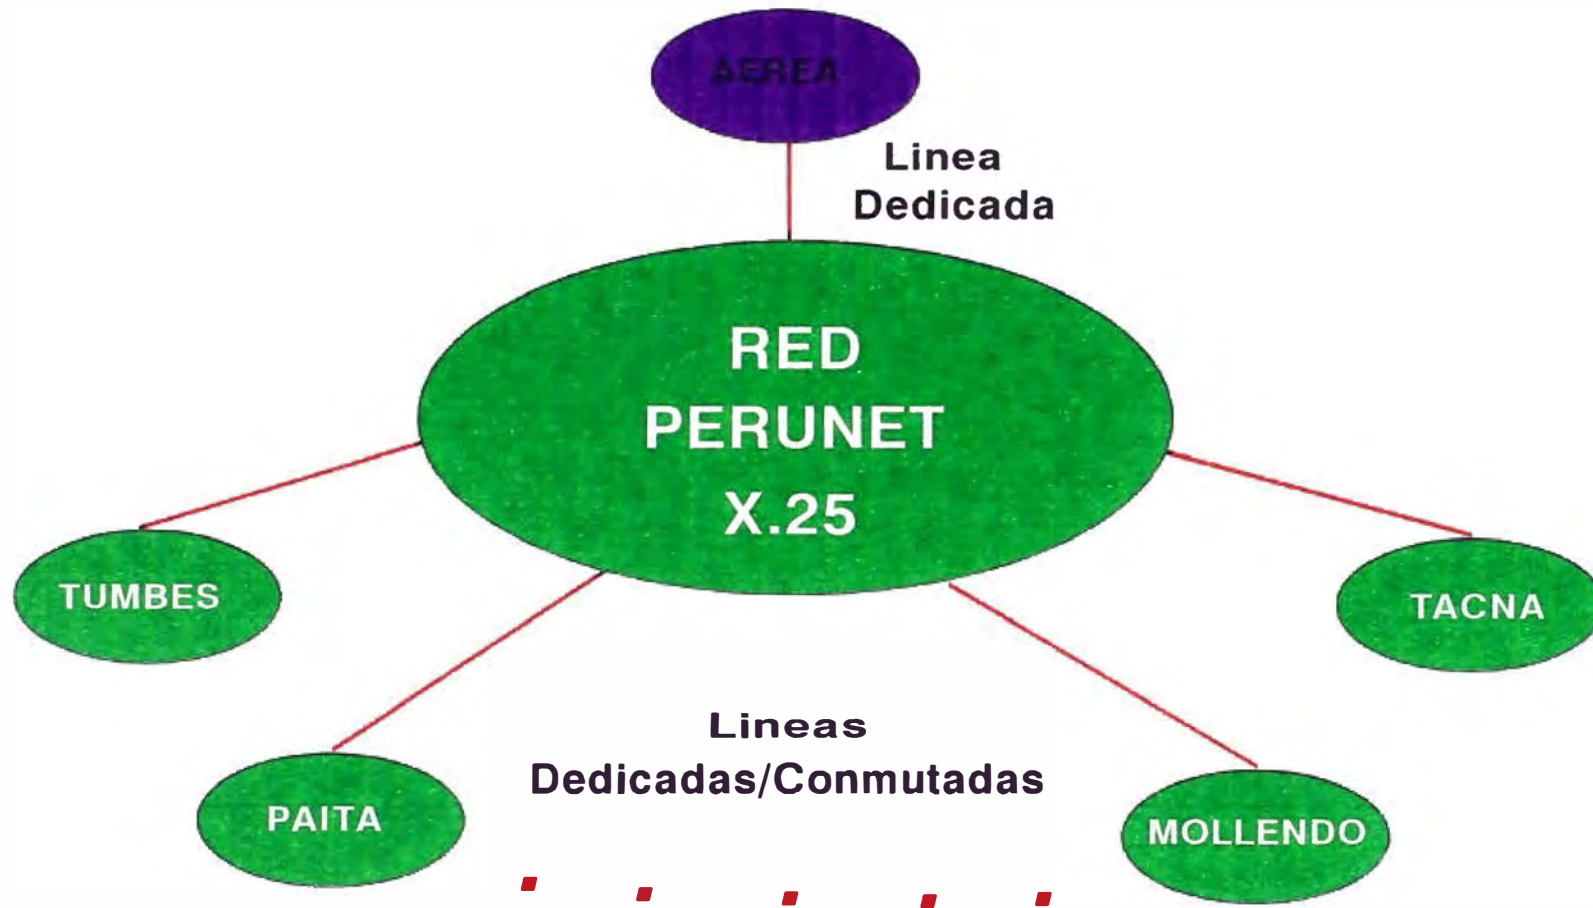 AEREA
Linea
Dedicada
RED
PERUNET
X.25
TUMBES
TACNA
PAITA
Lineas
Dedicadas/Conmutadas
MOLLENDO